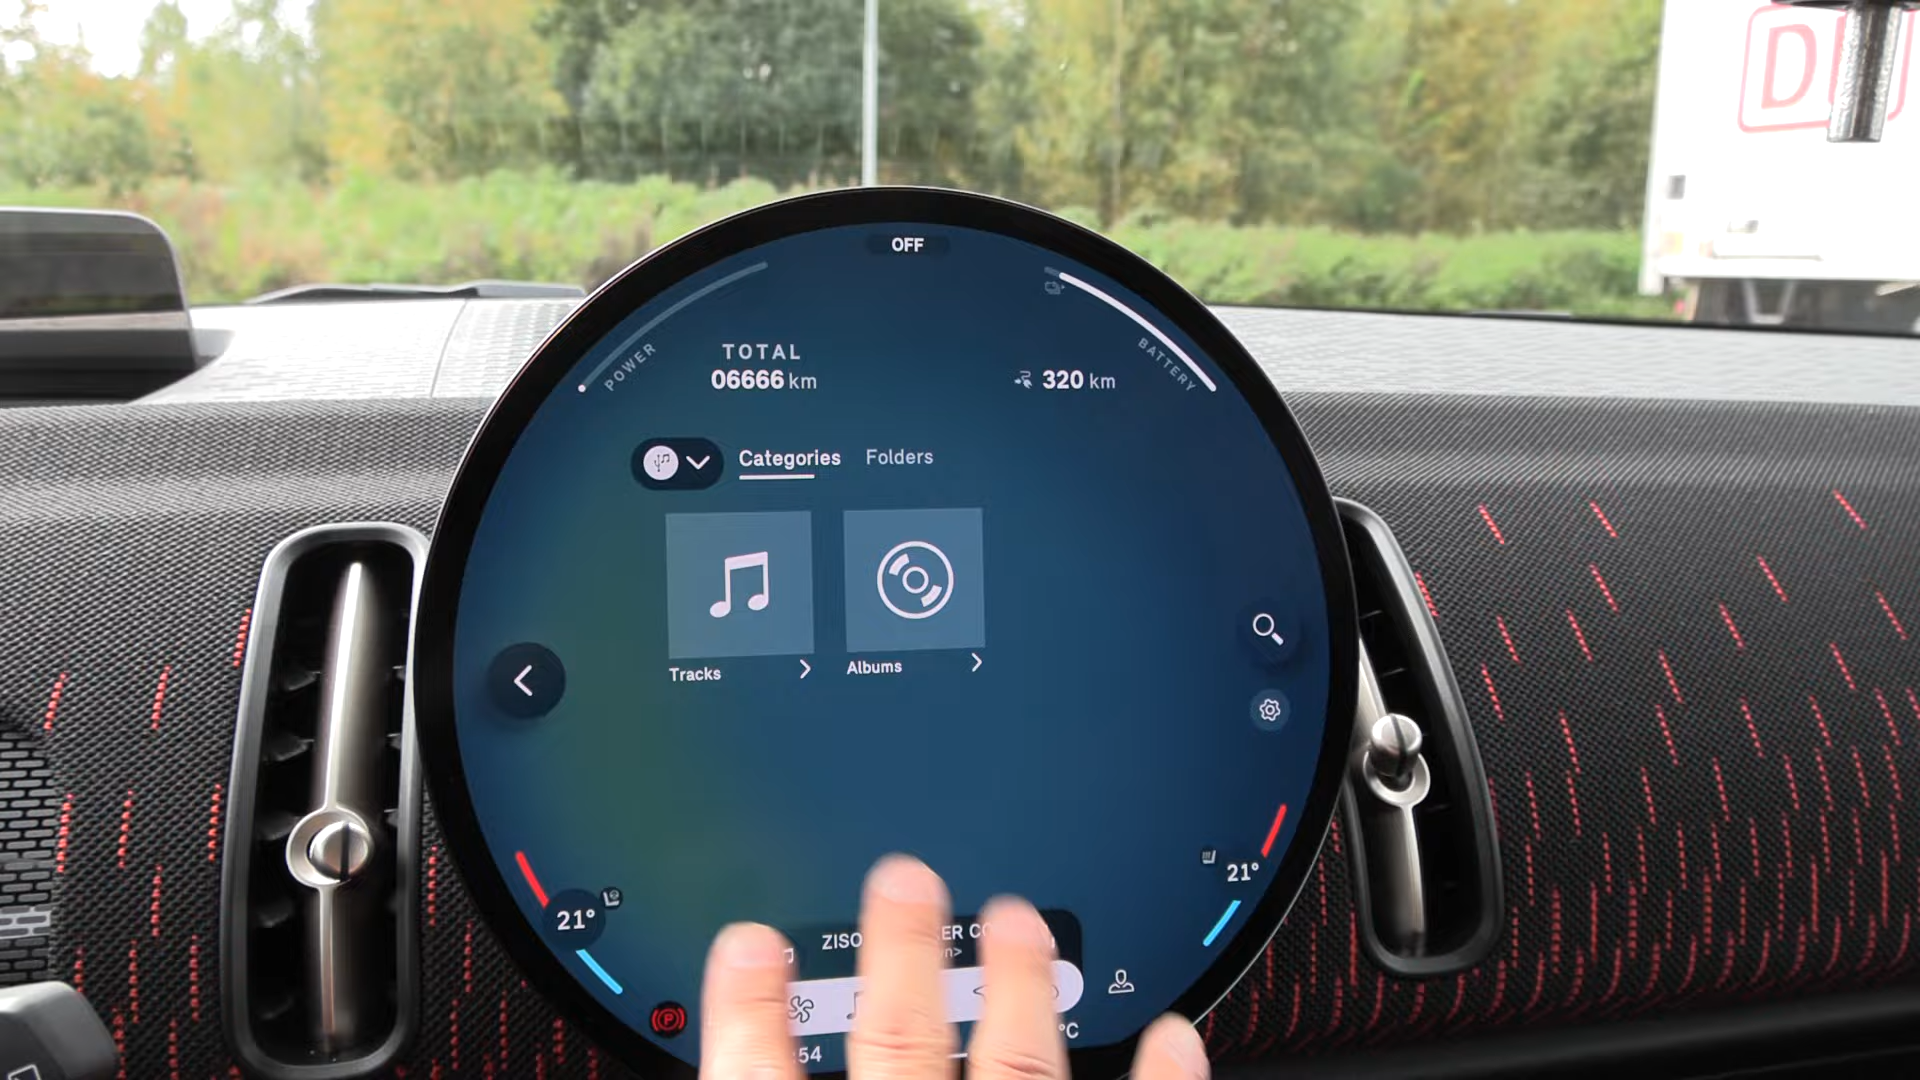 OFF
POWER
BATTERY
TOTAL
06666 km
320 km
Categories
Folders
Tracks
Albums
21°
21°
P
°C